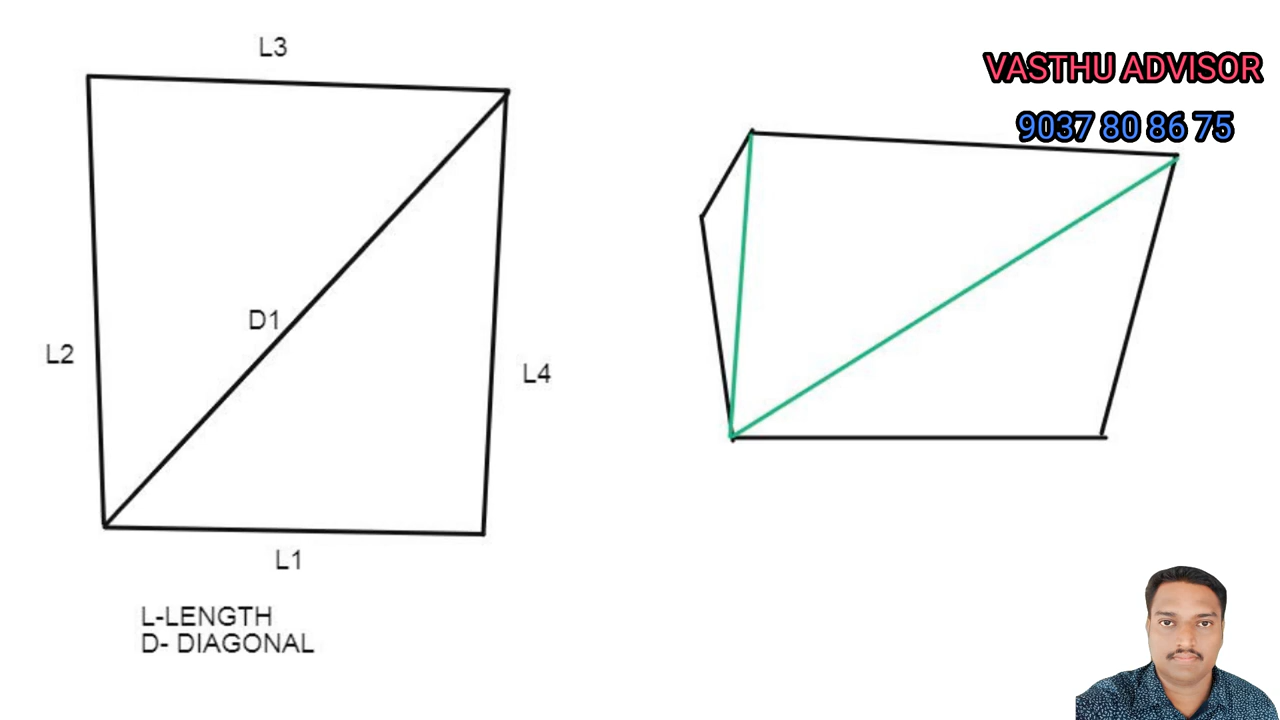 L3
VASTHU ADVISOR
9037 80 86 75
D1
L2
L4
L1
L-LENGTH
D- DIAGONAL